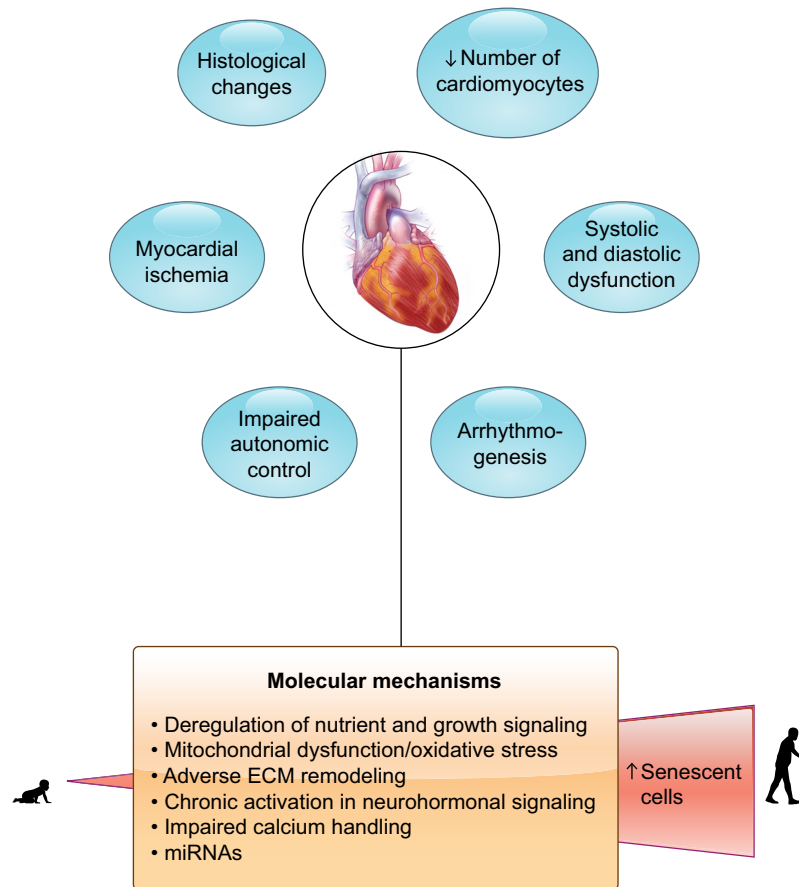 Histological
changes
↓Number of
cardiomyocytes
Myocardial
ischemia
Systolic
and diastolic
dysfunction
Impaired
autonomic
control
Arrhythmo-
genesis
Molecular mechanisms
• Deregulation of nutrient and growth signaling
• Mitochondrial dysfunction/oxidative stress
• Adverse ECM remodeling
• Chronic activation in neurohormonal signaling
• Impaired calcium handling
• miRNAs
↑Senescent
cells